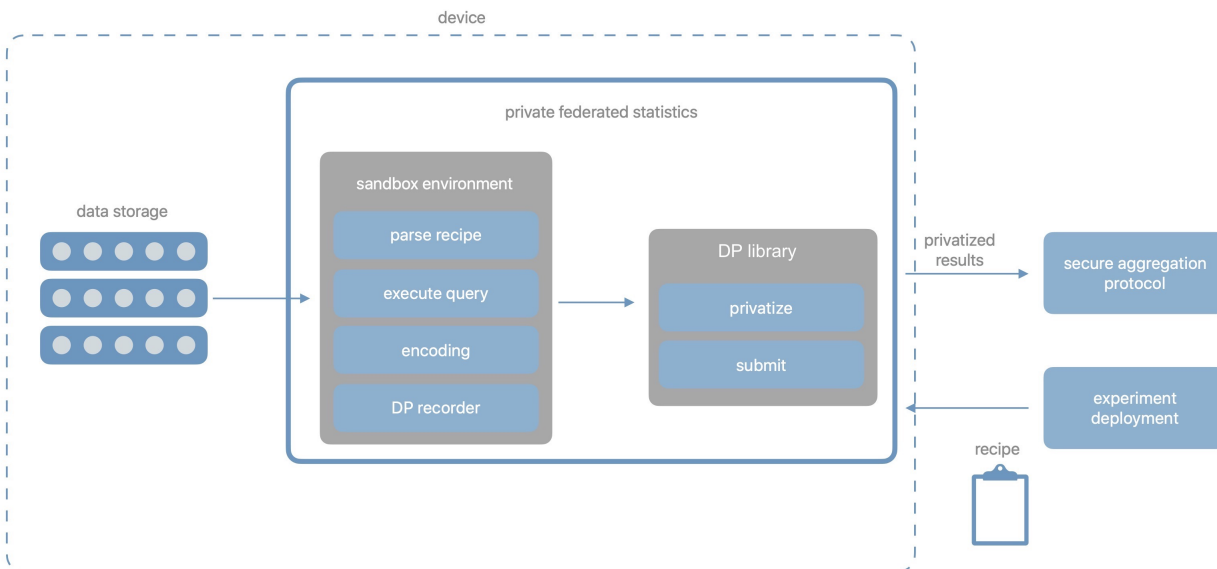 device
private federated statistics
data storage
sandbox environment
parse recipe
execute query
encoding
DP recorder
DP library
privatize
submit
privatized
results
secure aggregation
protocol
experiment
deployment
recipe